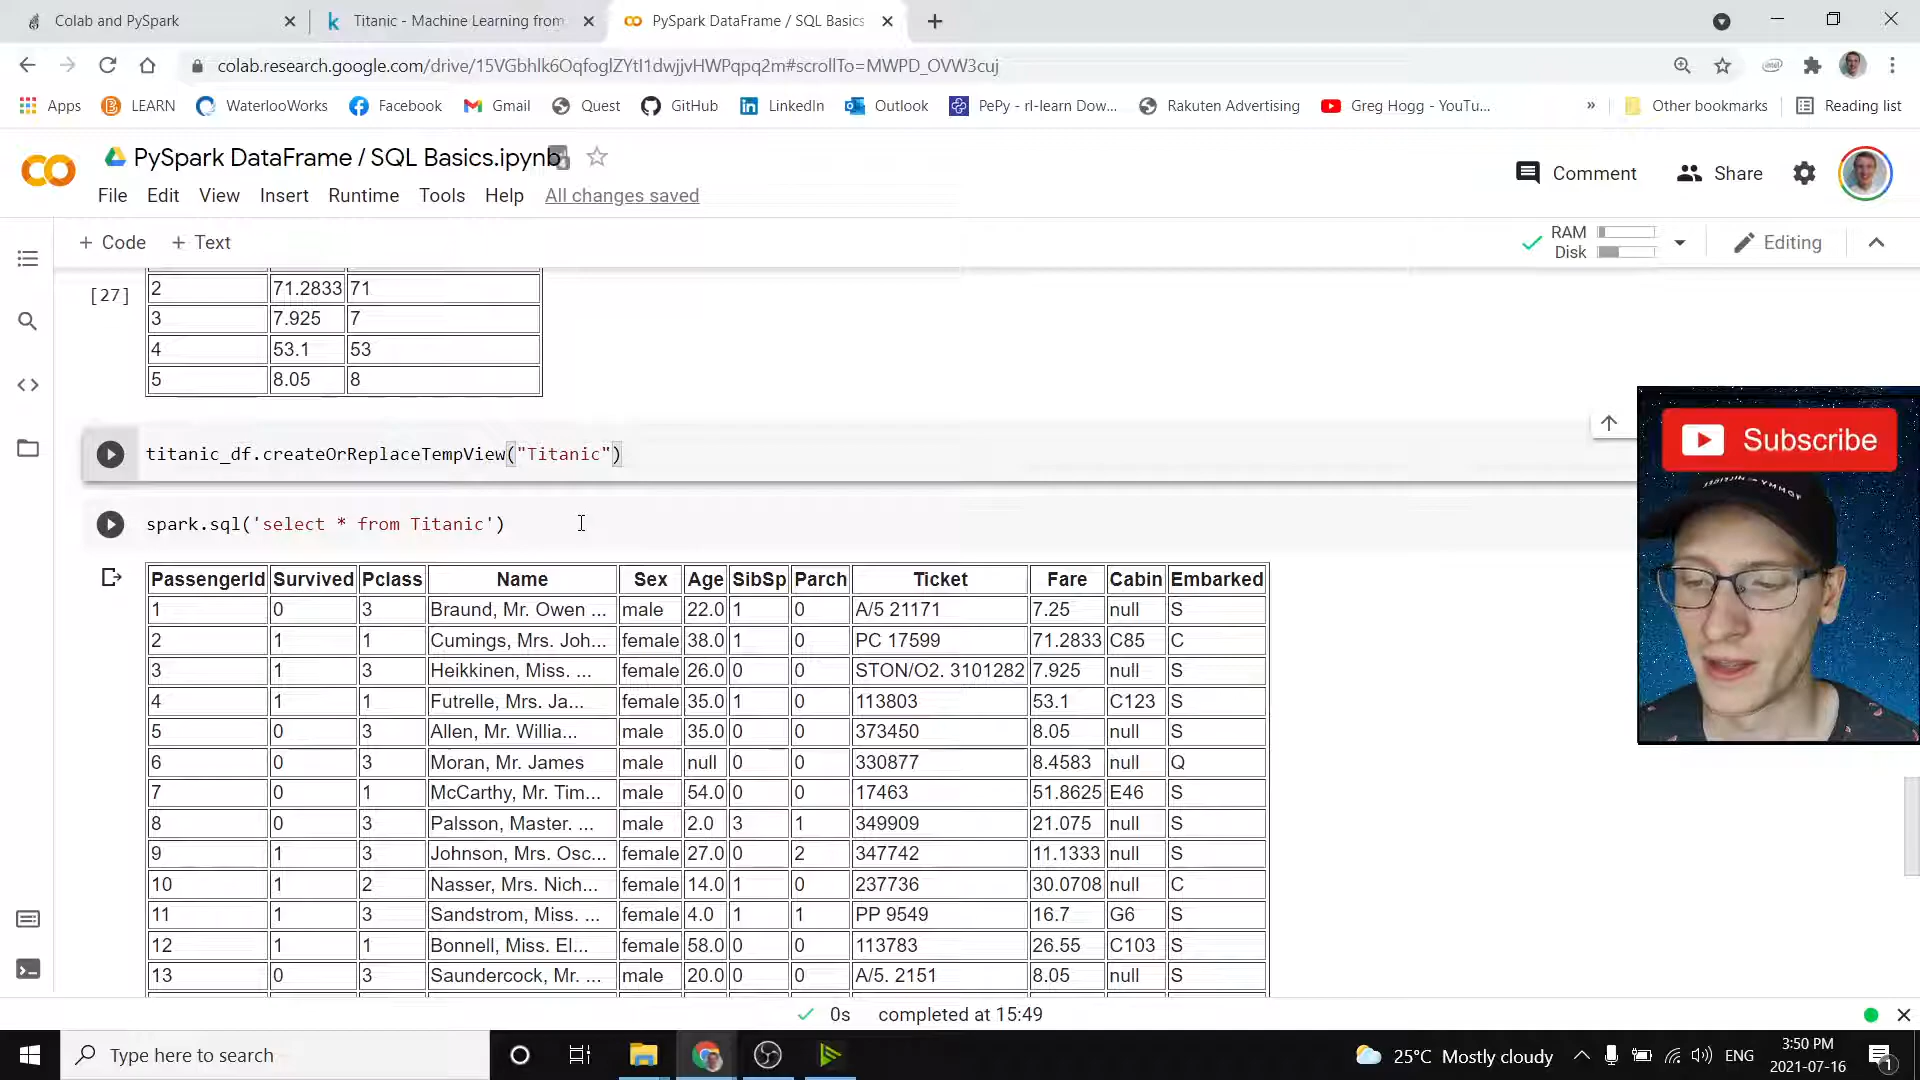 Colab and PySpark
Titanic - Machine Learning from
PySpark DataFrame / SQL Basics
colab.research.google.com/drive/15VGbhlk6OqfoglZYtI1dwjjvHWPqpq2m#scrollTo=MWPD_OVW3cuj
Apps LEARN WaterlooWorks Facebook Gmail Quest GitHub LinkedIn Outlook PePy - rl-learn Dow... Rakuten Advertising Greg Hogg - YouTu... » Other bookmarks Reading list
PySpark DataFrame / SQL Basics.ipynb
Comment Share
File Edit View Insert Runtime Tools Help All changes saved
+ Code + Text
RAM
Disk
Editing
[27]
2 71.2833 71
3 7.925 7
4 53.1 53
5 8.05 8
titanic_df.createOrReplaceTempView("Titanic")
Subscribe
spark.sql('select * from Titanic')
PassengerId Survived Pclass Name Sex Age SibSp Parch Ticket Fare Cabin Embarked
1 0 3 Braund, Mr. Owen ... male 22.0 1 0 A/5 21171 7.25 null S
2 1 1 Cumings, Mrs. Joh... female 38.0 1 0 PC 17599 71.2833 C85 C
3 1 3 Heikkinen, Miss. ... female 26.0 0 0 STON/O2. 3101282 7.925 null S
4 1 1 Futrelle, Mrs. Ja... female 35.0 1 0 113803 53.1 C123 S
5 0 3 Allen, Mr. Willia... male 35.0 0 0 373450 8.05 null S
6 0 3 Moran, Mr. James male null 0 0 330877 8.4583 null Q
7 0 1 McCarthy, Mr. Tim... male 54.0 0 0 17463 51.8625 E46 S
8 0 3 Palsson, Master. ... male 2.0 3 1 349909 21.075 null S
9 1 3 Johnson, Mrs. Osc... female 27.0 0 2 347742 11.1333 null S
10 1 2 Nasser, Mrs. Nich... female 14.0 1 0 237736 30.0708 null C
11 1 3 Sandstrom, Miss. ... female 4.0 1 1 PP 9549 16.7 G6 S
12 1 1 Bonnell, Miss. El... female 58.0 0 0 113783 26.55 C103 S
13 0 3 Saundercock, Mr. ... male 20.0 0 0 A/5. 2151 8.05 null S
0s completed at 15:49
Type here to search
25°C Mostly cloudy
ENG
3:50 PM
2021-07-16
1